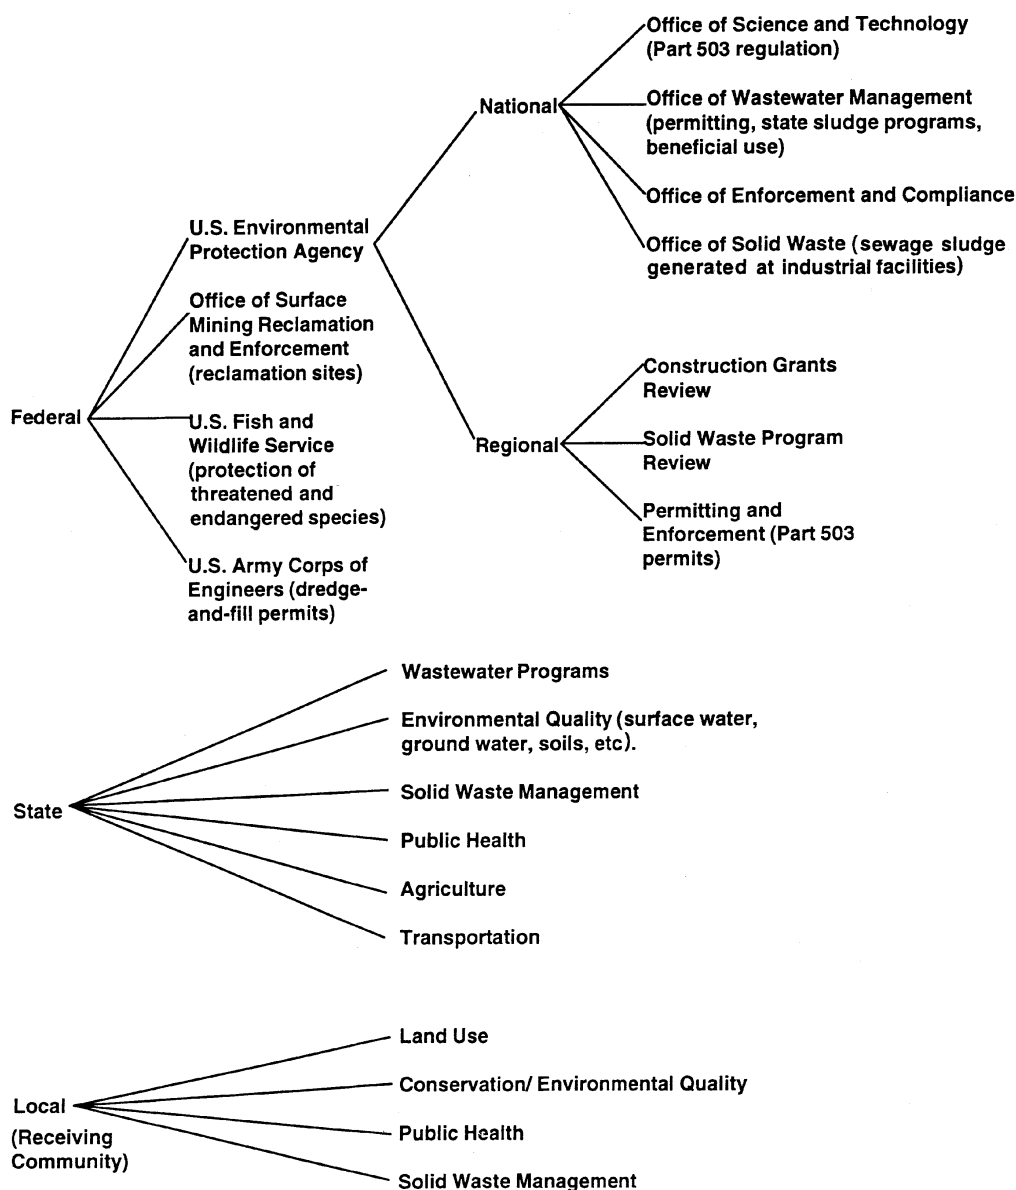 Office of Science and Technology
(Part 503 regulation)
National
Office of Wastewater Management
(permitting, state sludge programs,
beneficial use)
Office of Enforcement and Compliance
U.S. Environmental
Protection Agency
Office of Solid Waste (sewage sludge
generated at industrial facilities)
Office of Surface
Mining Reclamation
and Enforcement
(reclamation sites)
Federal
U.S. Fish and
Wildlife Service
(protection of
threatened and
endangered species)
U.S. Army Corps of
Engineers (dredge-
and-fill permits)
Regional
Construction Grants
Review
Solid Waste Program
Review
Permitting and
Enforcement (Part 503
permits)
State
Wastewater Programs
Environmental Quality (surface water,
ground water, soils, etc).
Solid Waste Management
Public Health
Agriculture
Transportation
Local
(Receiving
Community)
Land Use
Conservation/ Environmental Quality
Public Health
Solid Waste Management